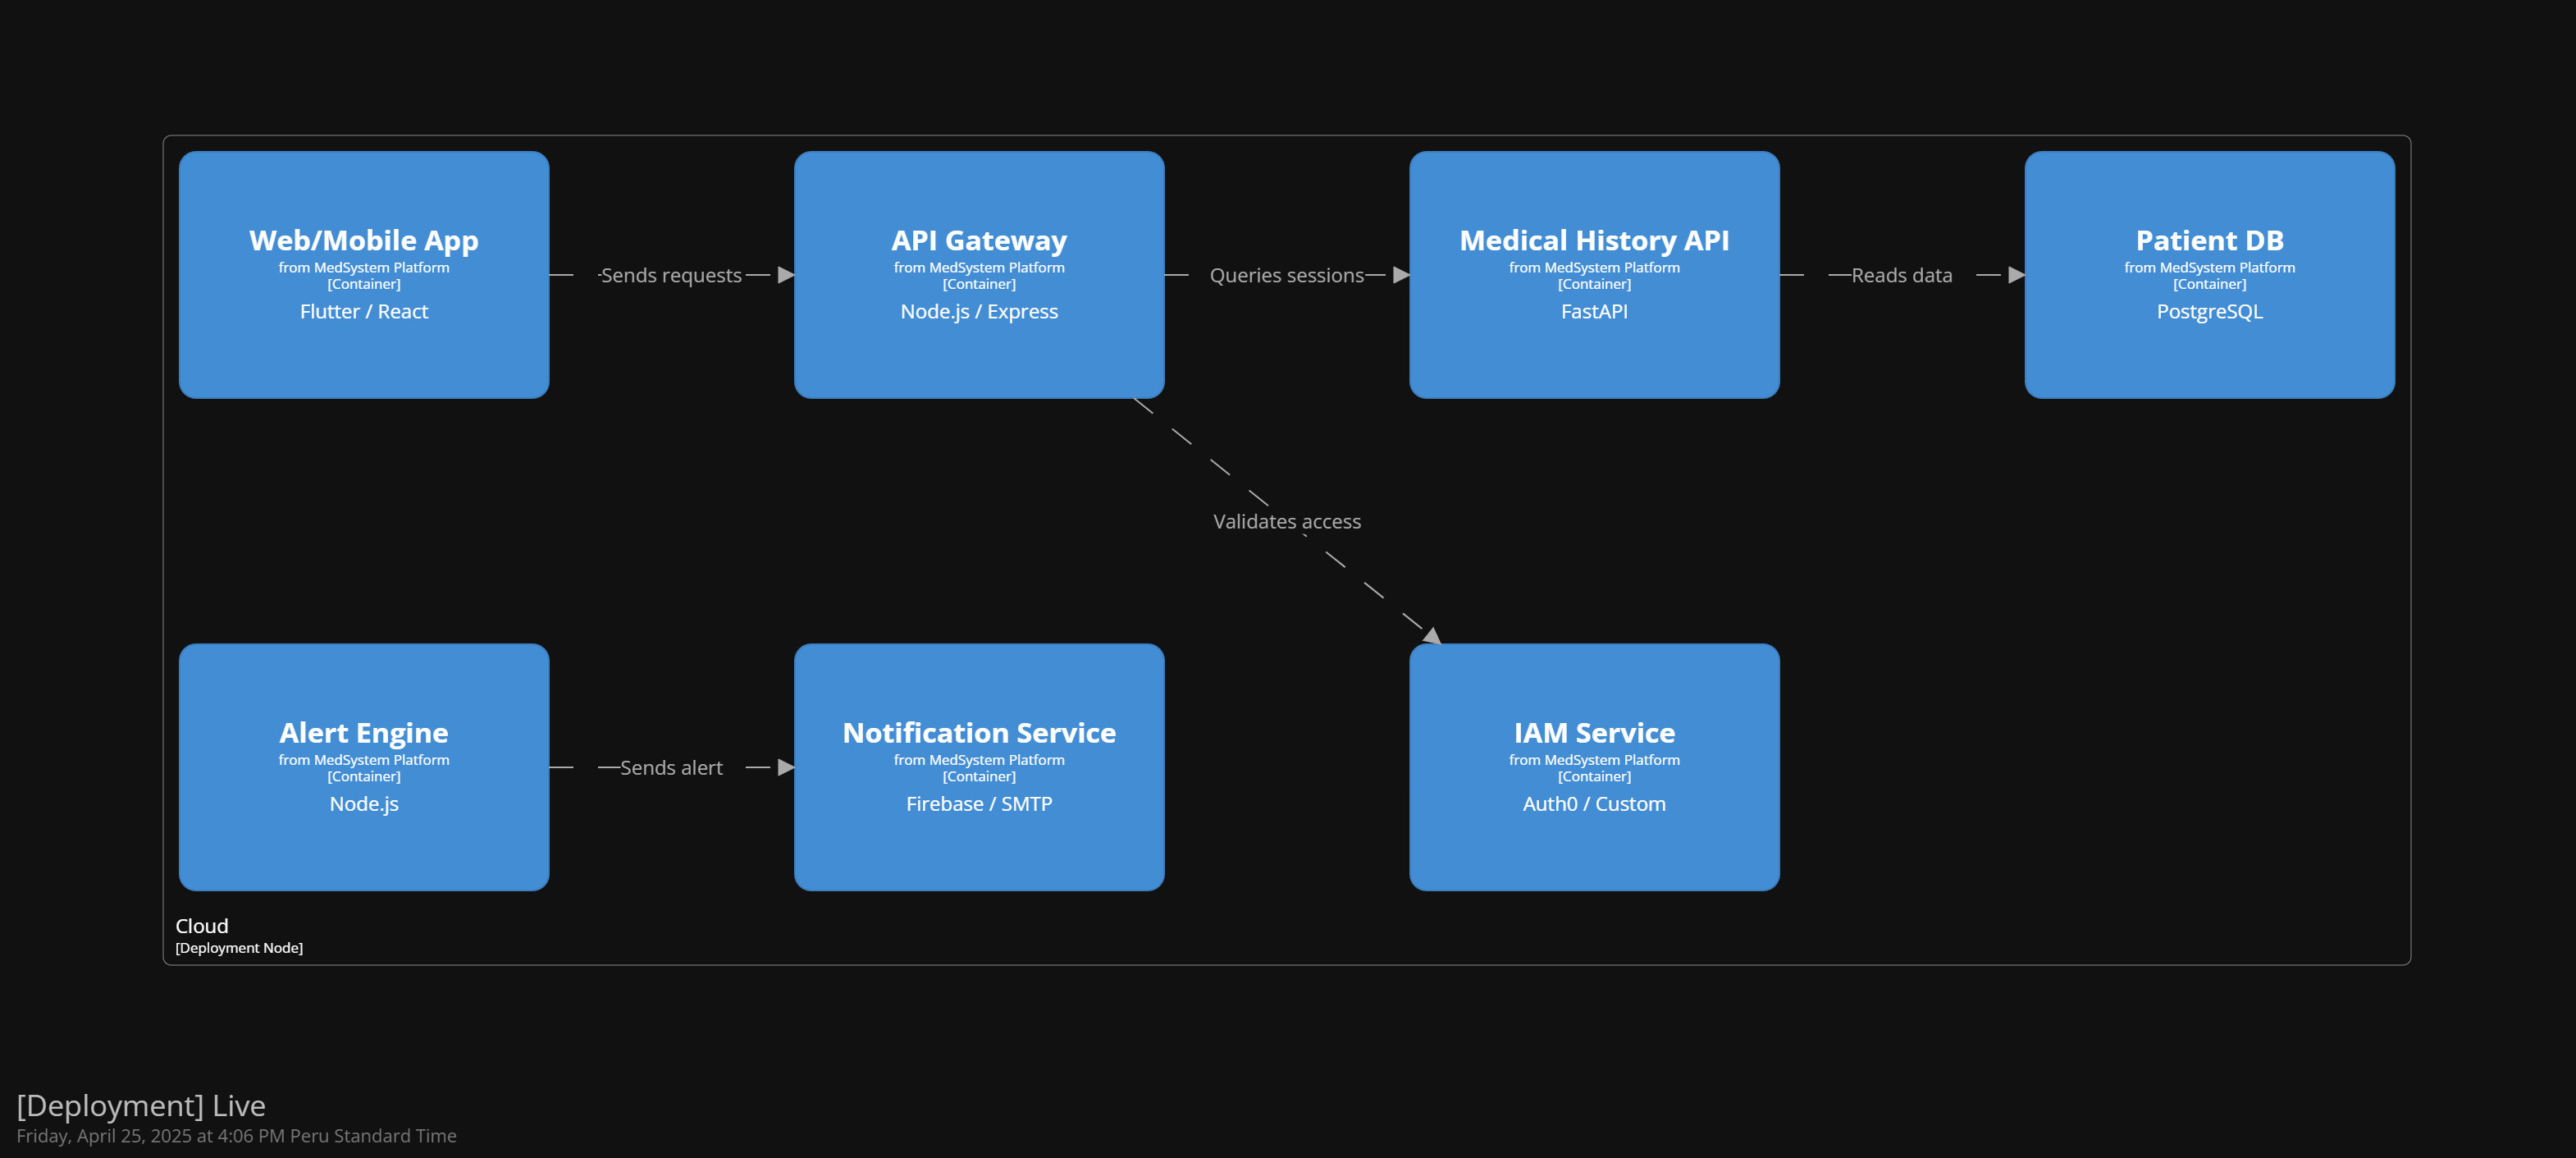 Web/Mobile App
from MedSystem Platform
[Container]
Flutter / React
Sends requests
API Gateway
from MedSystem Platform
[Container]
Node.js / Express
Queries sessions
Medical History API
from MedSystem Platform
[Container]
FastAPI
Reads data
Patient DB
from MedSystem Platform
[Container]
PostgreSQL
Validates access
Alert Engine
from MedSystem Platform
[Container]
Node.js
Sends alert
Notification Service
from MedSystem Platform
[Container]
Firebase / SMTP
IAM Service
from MedSystem Platform
[Container]
Auth0 / Custom
Cloud
[Deployment Node]
[Deployment] Live
Friday, April 25, 2025 at 4:06 PM Peru Standard Time